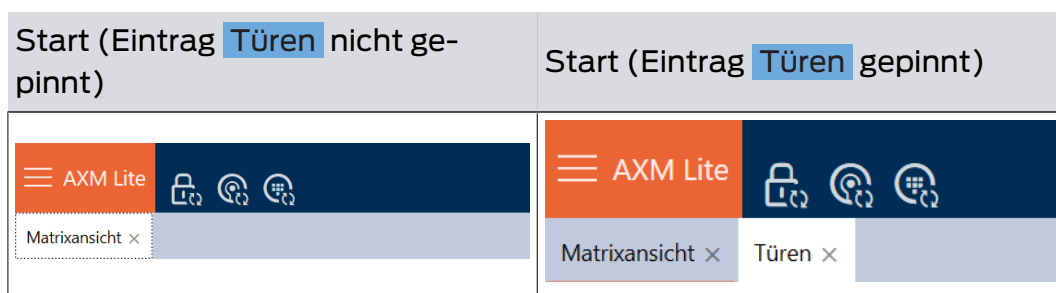 Start (Eintrag Türen nicht ge-
pinnt)
Start (Eintrag Türen gepinnt)
AXM Lite
Matrixansicht ×
AXM Lite
Matrixansicht × Türen ×